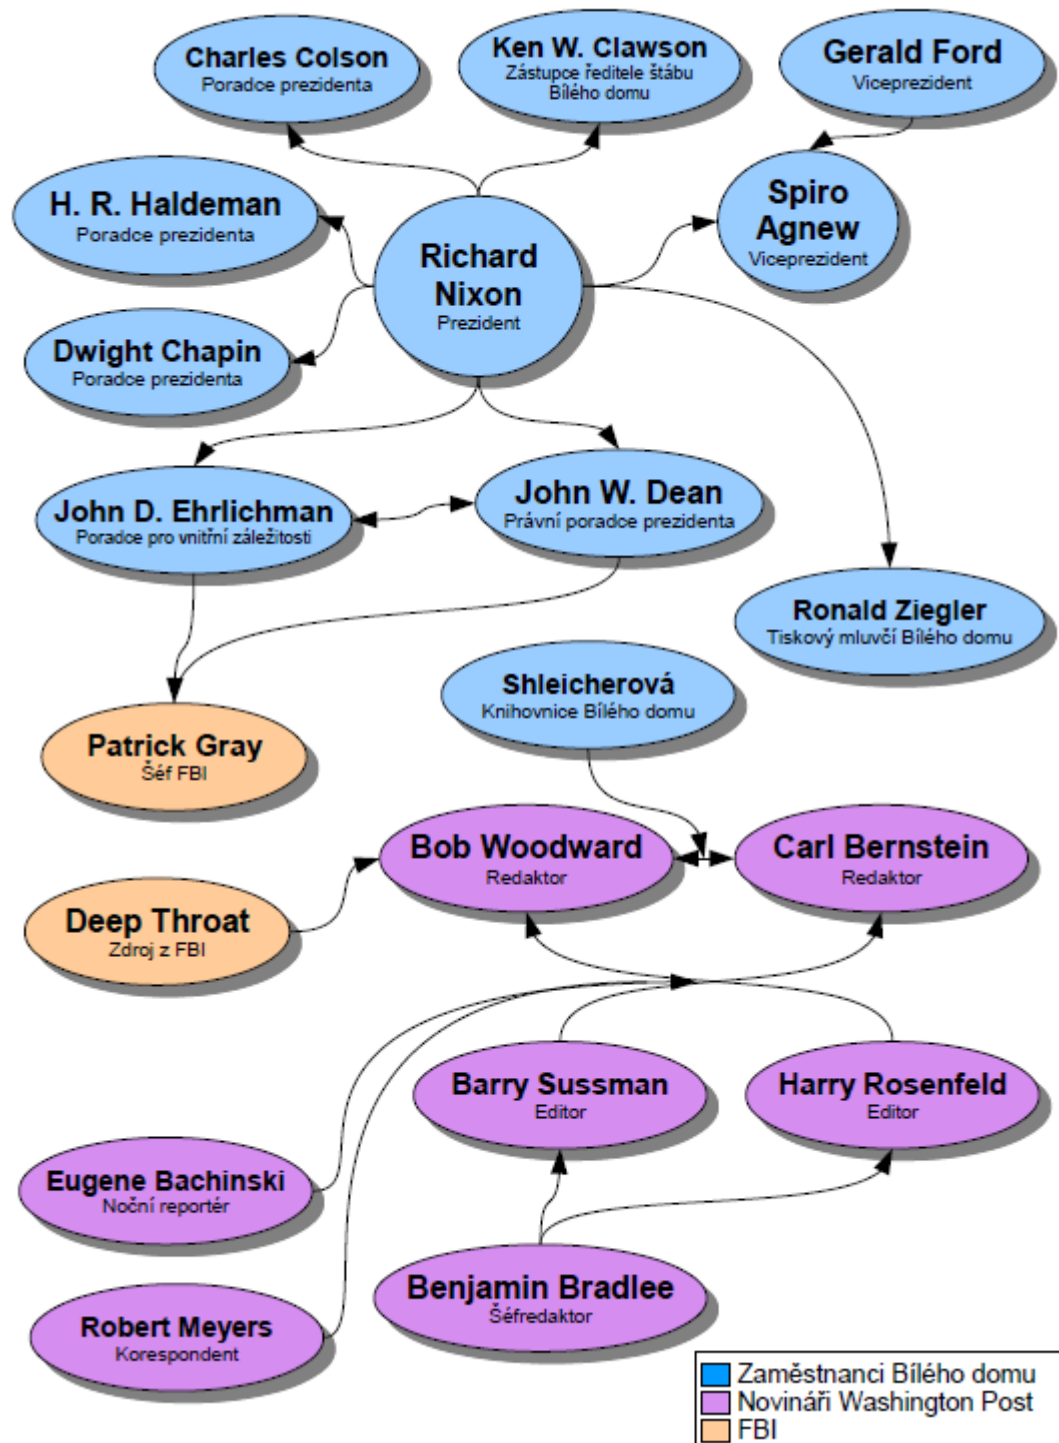 Charles Colson
Poradce prezidenta
Ken W. Clawson
Zástupce ředitele štábu
Bílého domu
Gerald Ford
Viceprezident
H. R. Haldeman
Poradce prezidenta
Richard
Nixon
Prezident
Spiro
Agnew
Viceprezident
Dwight Chapin
Poradce prezidenta
John D. Ehrlichman
Poradce pro vnitřní záležitosti
John W. Dean
Právní poradce prezidenta
Ronald Ziegler
Tiskový mluvčí Bílého domu
Shleicherová
Knihovnice Bílého domu
Patrick Gray
Šéf FBI
Bob Woodward
Redaktor
Carl Bernstein
Redaktor
Deep Throat
Zdroj z FBI
Barry Sussman
Editor
Harry Rosenfeld
Editor
Eugene Bachinski
Noční reportér
Benjamin Bradlee
Šéfredaktor
Robert Meyers
Korespondent
Zaměstnanci Bílého domu
Novináři Washington Post
FBI